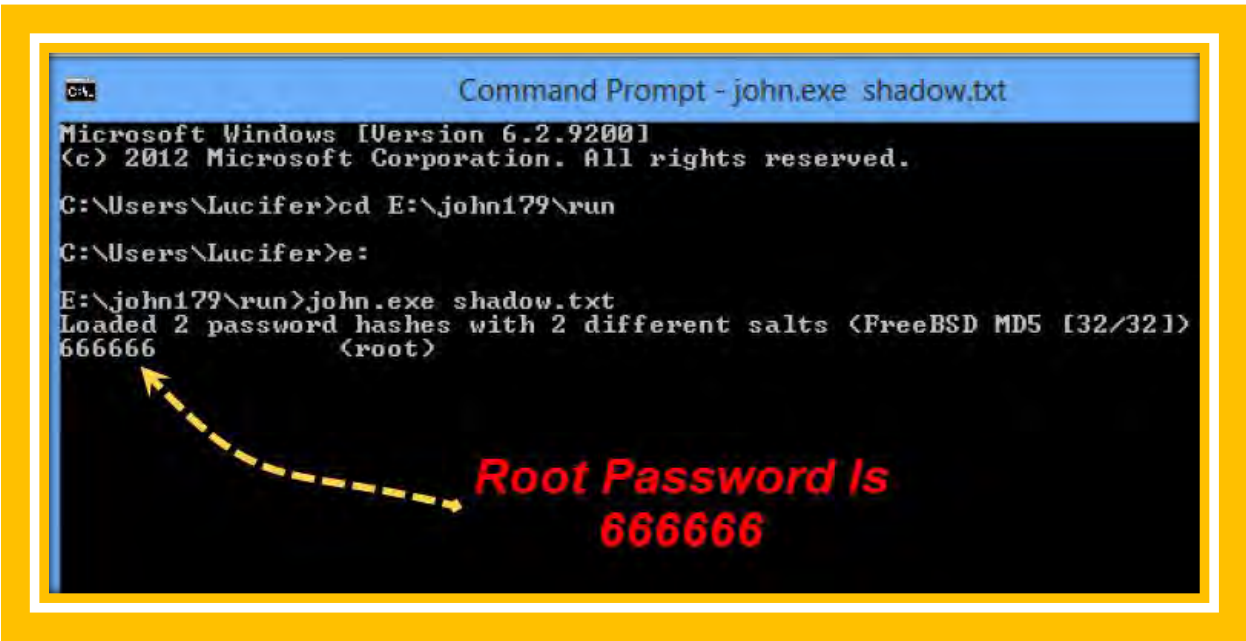 C:\.
Command Prompt - john.exe shadow.txt
Microsoft Windows [Version 6.2.9200]
(c) 2012 Microsoft Corporation. All rights reserved.
C:\Users\Lucifer>cd E:\john179\run
C:\Users\Lucifer>e:
E:\john179\run>john.exe shadow.txt
Loaded 2 password hashes with 2 different salts (FreeBSD MD5 [32/32])
666666 (root)
Root Password Is
666666